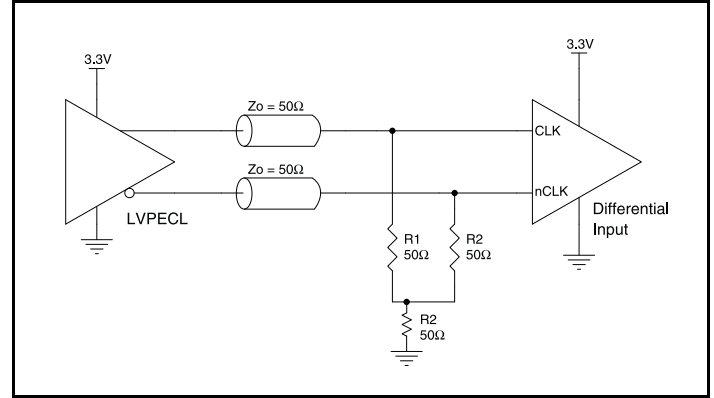 3.3V
3.3V
Zo = 50Ω
CLK
Zo = 50Ω
nCLK
LVPECL
Differential
Input
R1
50Ω
R2
50Ω
R2
50Ω